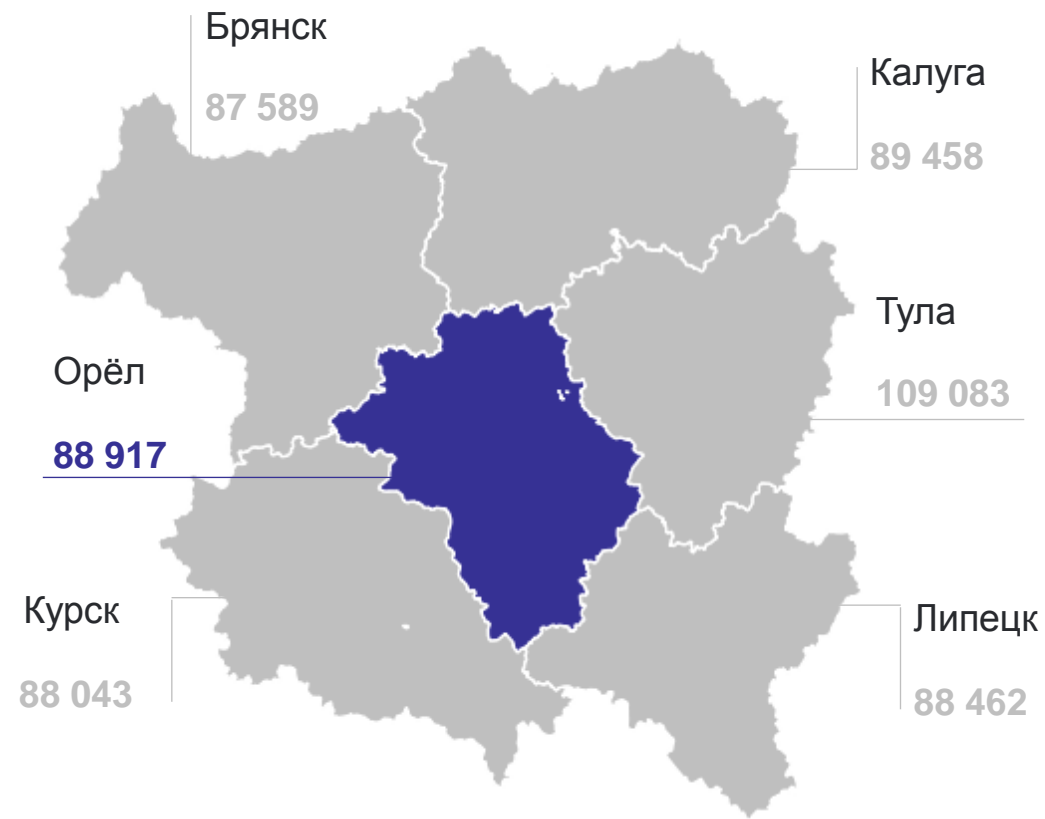 Брянск
87 589
Калуга
89 458
Тула
109 083
Орёл
88 917
Курск
88 043
Липецк
88 462